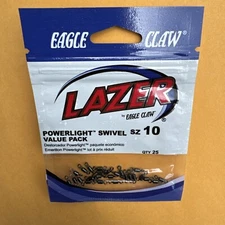 EAGLE CLAW®
LAZER
by EAGLE CLAW®
POWERLIGHT™ SWIVEL SZ 10
VALUE PACK
Destorcedor Powerlight™ paquete económico
Émerillon Powerlight™ lot à prix réduit
QTY 25